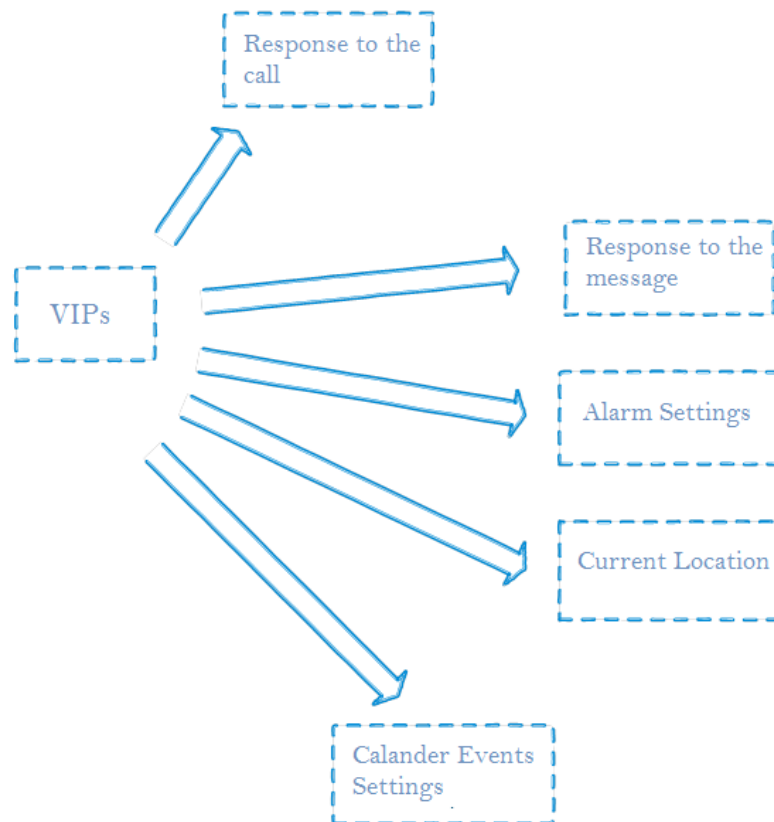 Response to the
call
VIPs
Response to the
message
Alarm Settings
Current Location
Calander Events
Settings